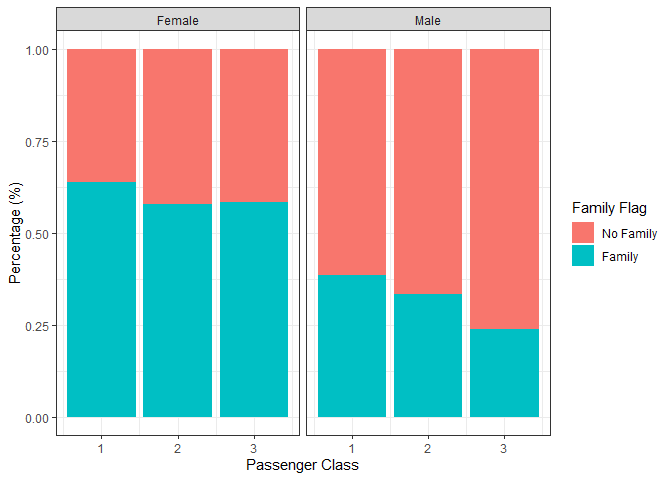 Female Male
1.00
0.75
0.50
0.25
0.00
Percentage (%)
1 2 3 1 2 3
Passenger Class
Family Flag
No Family
Family